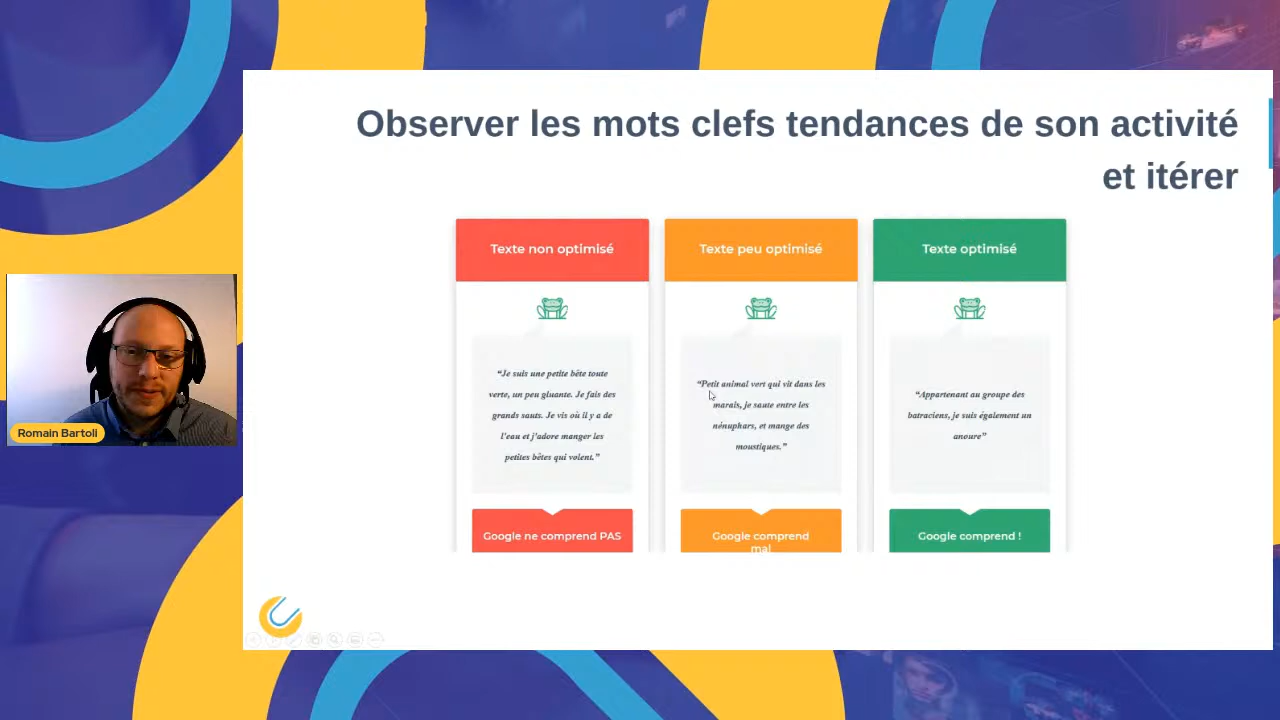 Observer les mots clefs tendances de son activité
et itérer
Texte non optimisé
“Je suis une petite bête toute
verte, un peu gluante. Je fais des
grands sauts. Je vis où il y a de
l’eau et j’adore manger les
petites bêtes qui volent.”
Google ne comprend PAS
Texte peu optimisé
“Petit animal vert qui vit dans les
marais, je saute entre les
nénuphars, et mange des
moustiques.”
Google comprend
mal
Texte optimisé
“Appartenant au groupe des
batraciens, je suis également un
anoure”
Google comprend !
Romain Bartoli